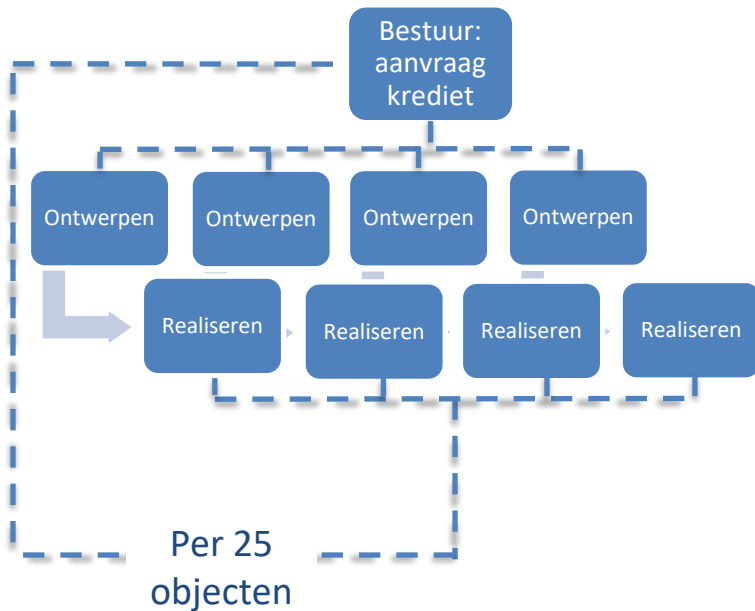 Bestuur:
aanvraag
krediet
Ontwerpen
Ontwerpen
Ontwerpen
Ontwerpen
Realiseren
Realiseren
Realiseren
Realiseren
Per 25
objecten